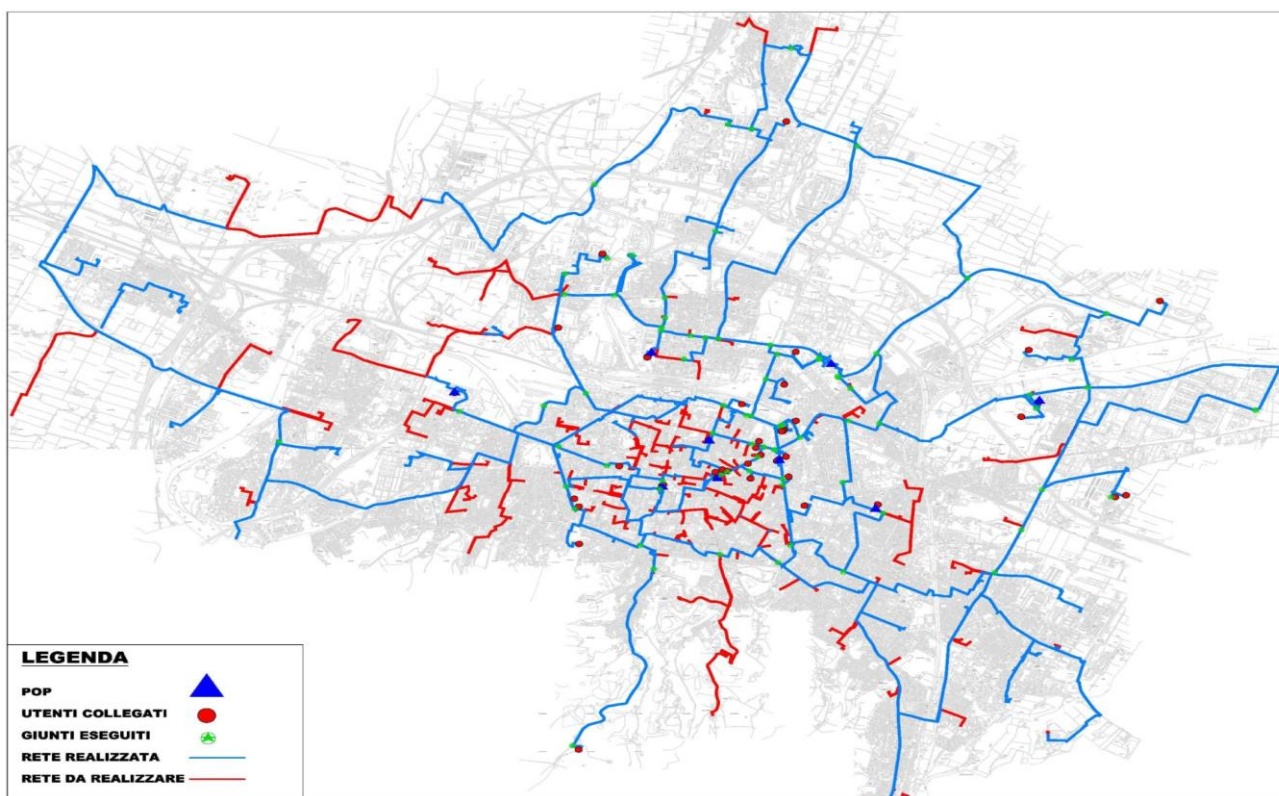 LEGENDA
POP
UTENTI COLLEGATI
GIUNTI ESEGUITI
RETE REALIZZATA
RETE DA REALIZZARE